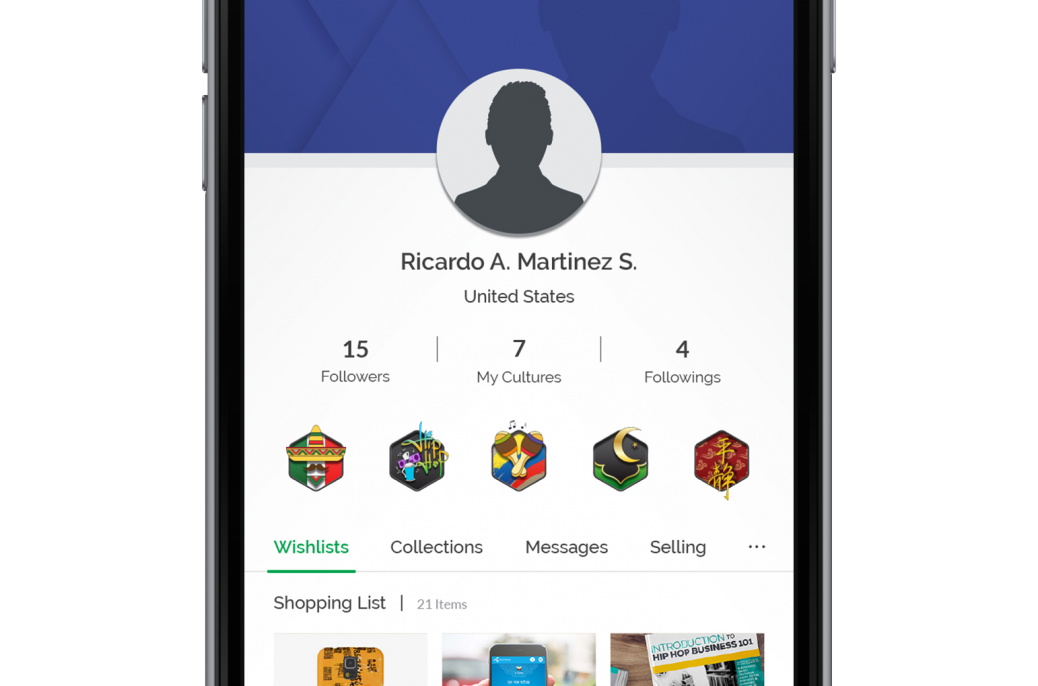 Ricardo A. Martinez S.
United States
15 7 4
Followers My Cultures Followings
Hip
Hop
平
静
Wishlists Collections Messages Selling ...
Shopping List | 21 Items
INTRODUCTION TO
HIP HOP BUSINESS 101